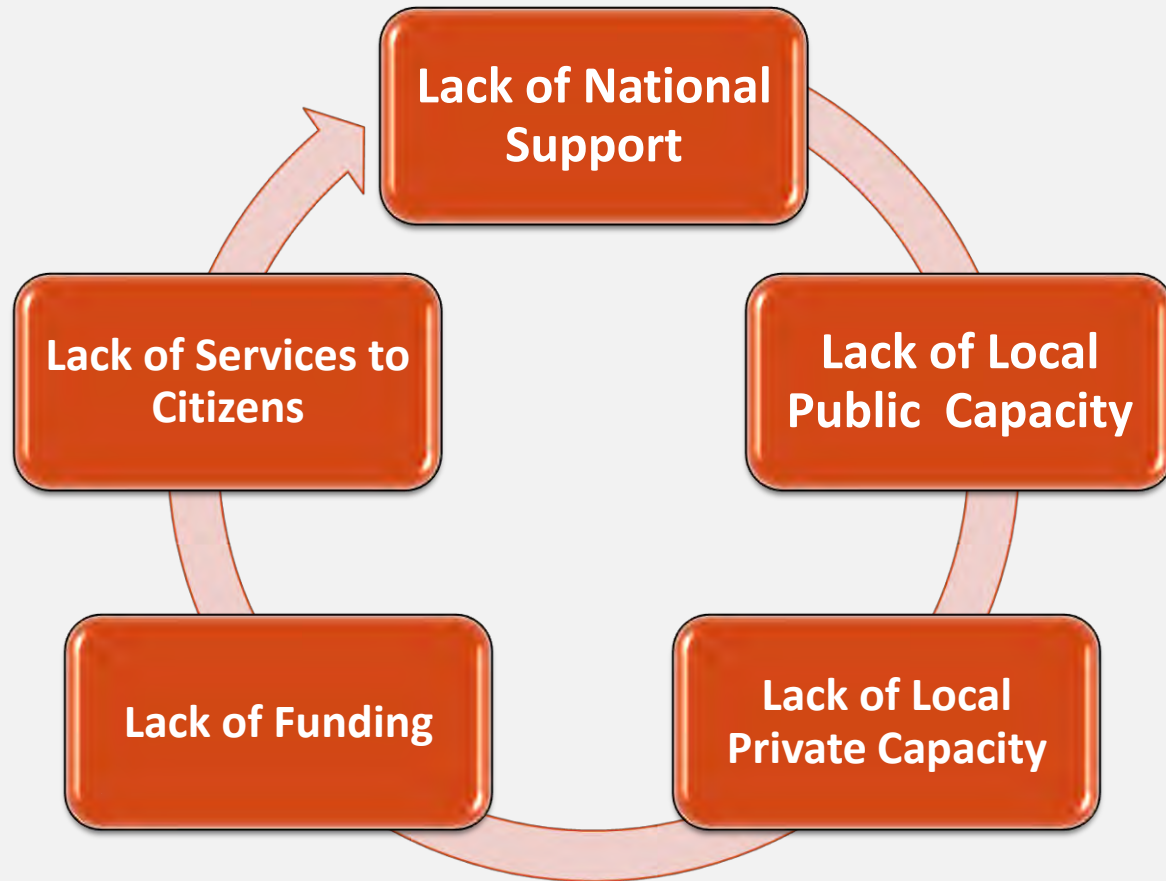 Lack of National
Support
Lack of Local
Public  Capacity
Lack of Local
Private Capacity
Lack of Funding
Lack of Services to
Citizens